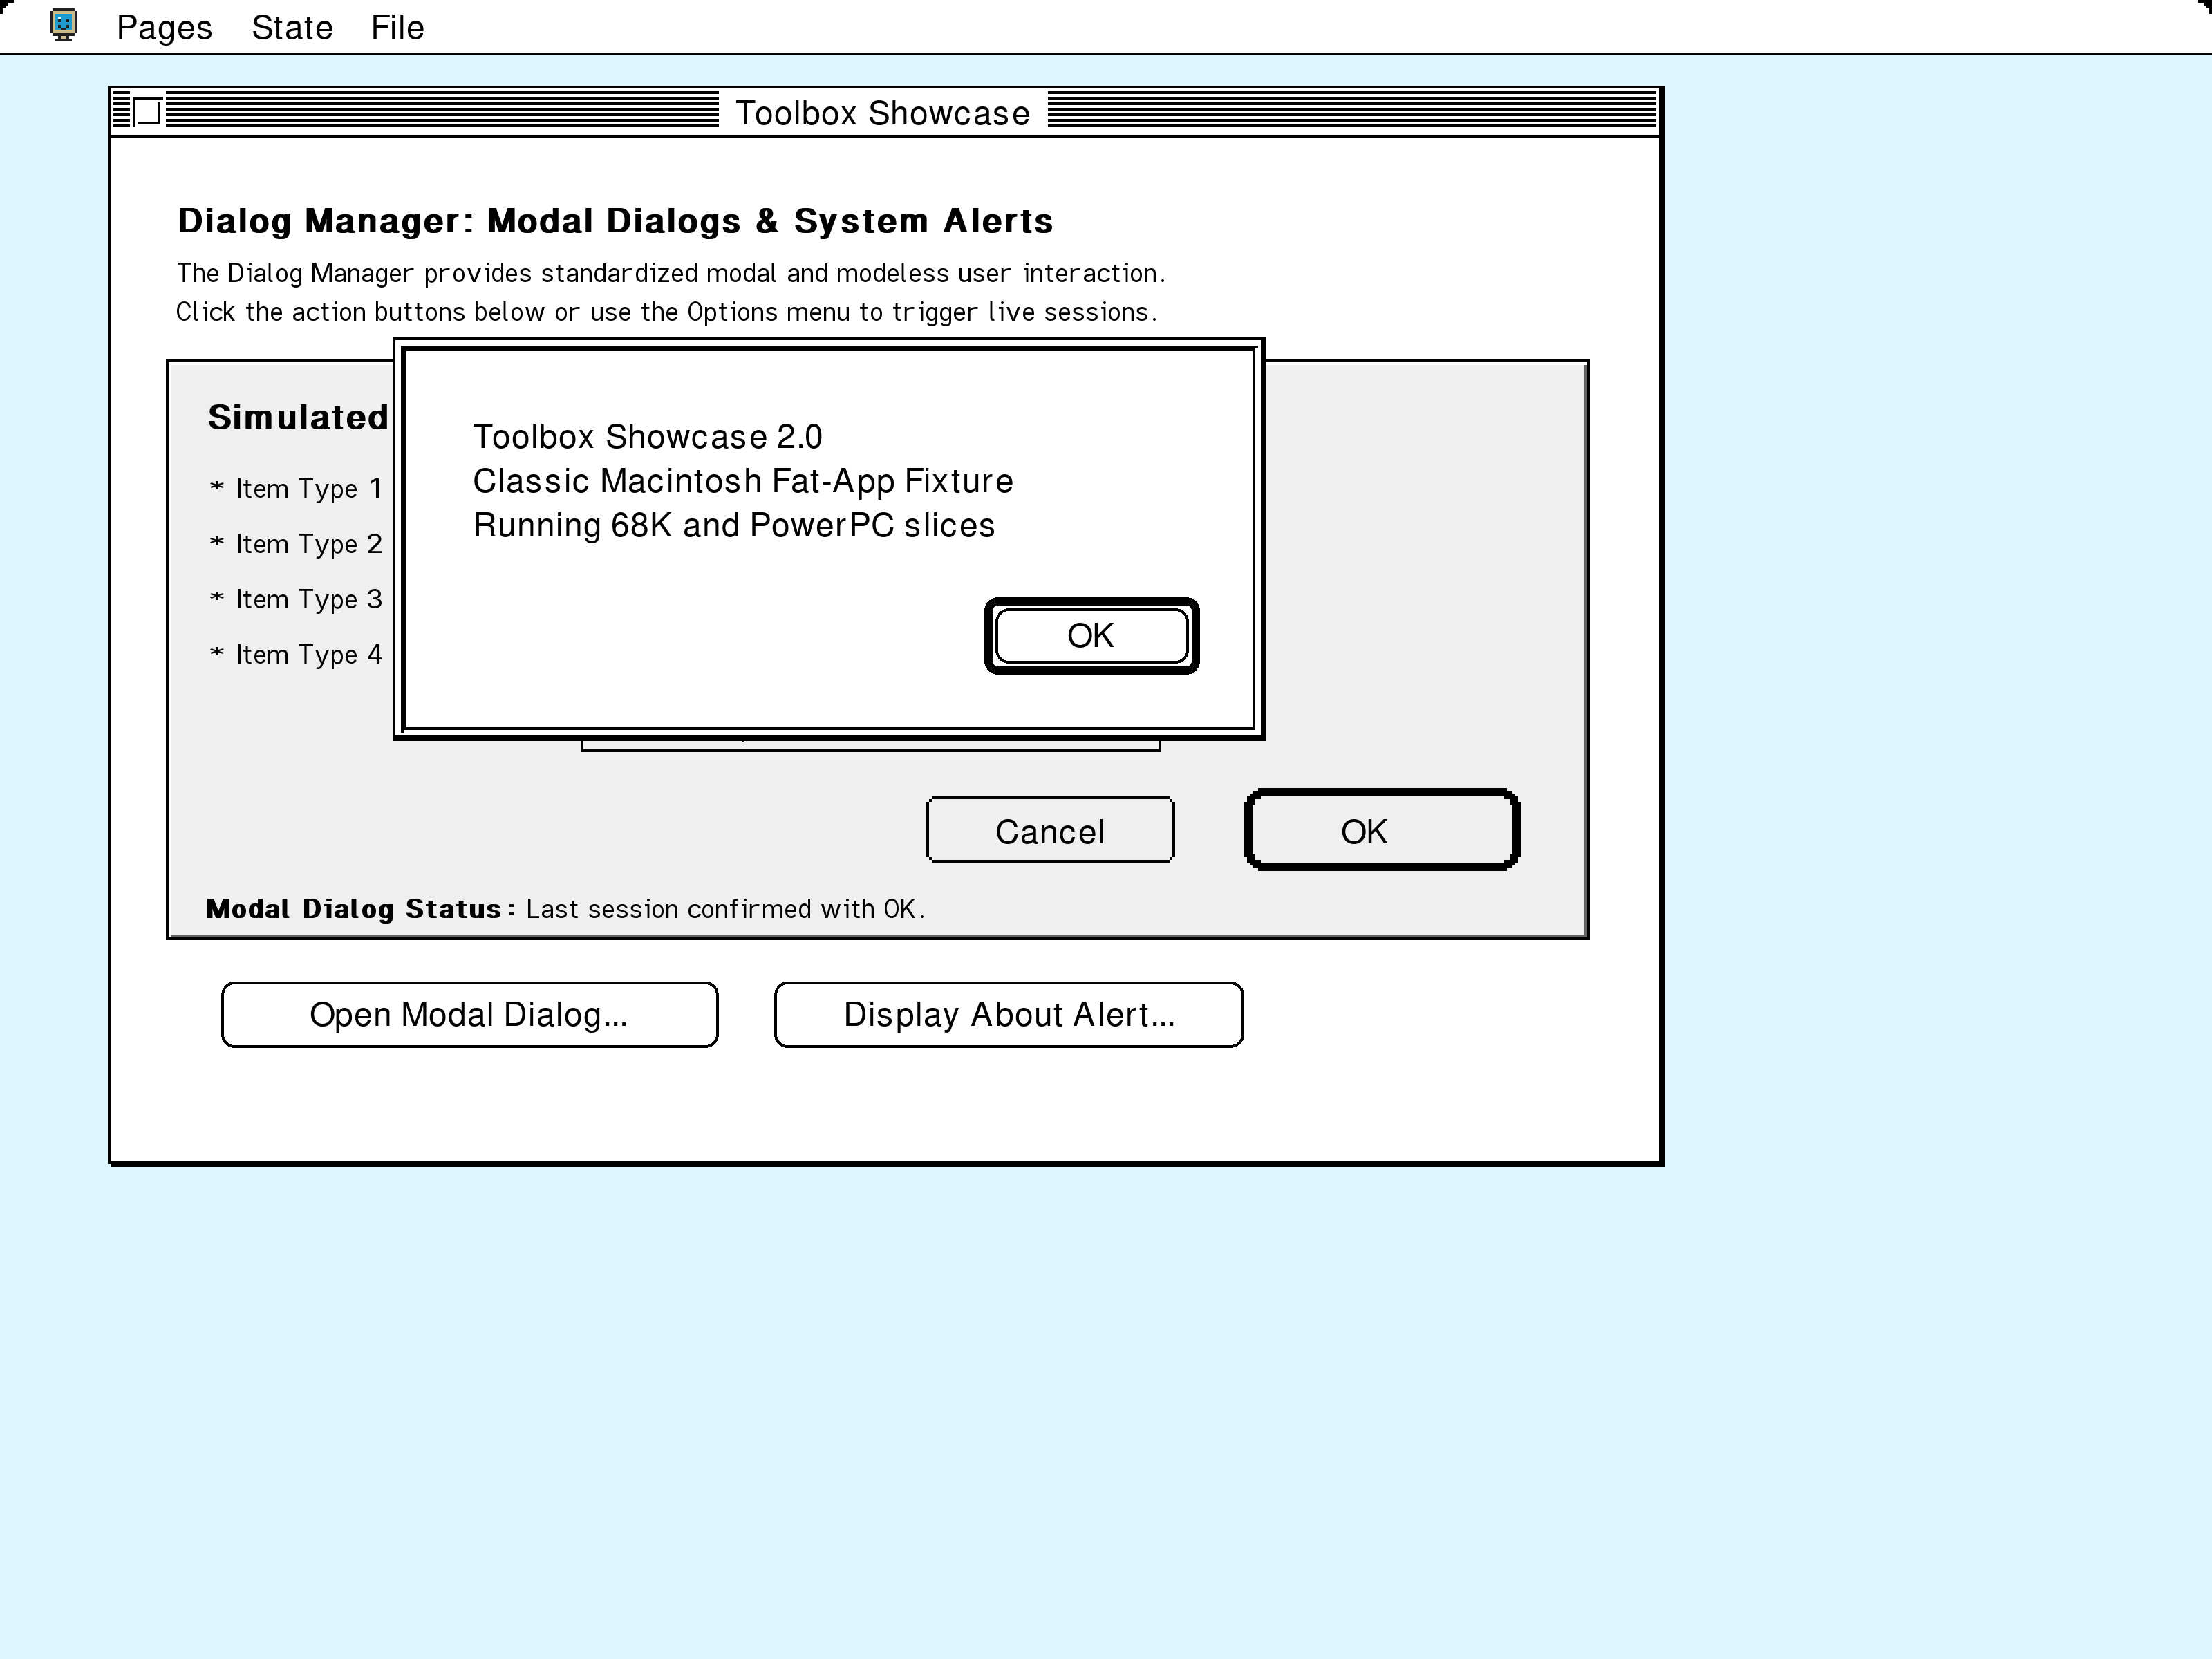 Pages State File
Toolbox Showcase
Dialog Manager: Modal Dialogs & System Alerts
The Dialog Manager provides standardized modal and modeless user interaction.
Click the action buttons below or use the Options menu to trigger live sessions.
Simulated
* Item Type 1
* Item Type 2
* Item Type 3
* Item Type 4
Toolbox Showcase 2.0
Classic Macintosh Fat-App Fixture
Running 68K and PowerPC slices
OK
Cancel OK
Modal Dialog Status: Last session confirmed with OK.
Open Modal Dialog... Display About Alert...